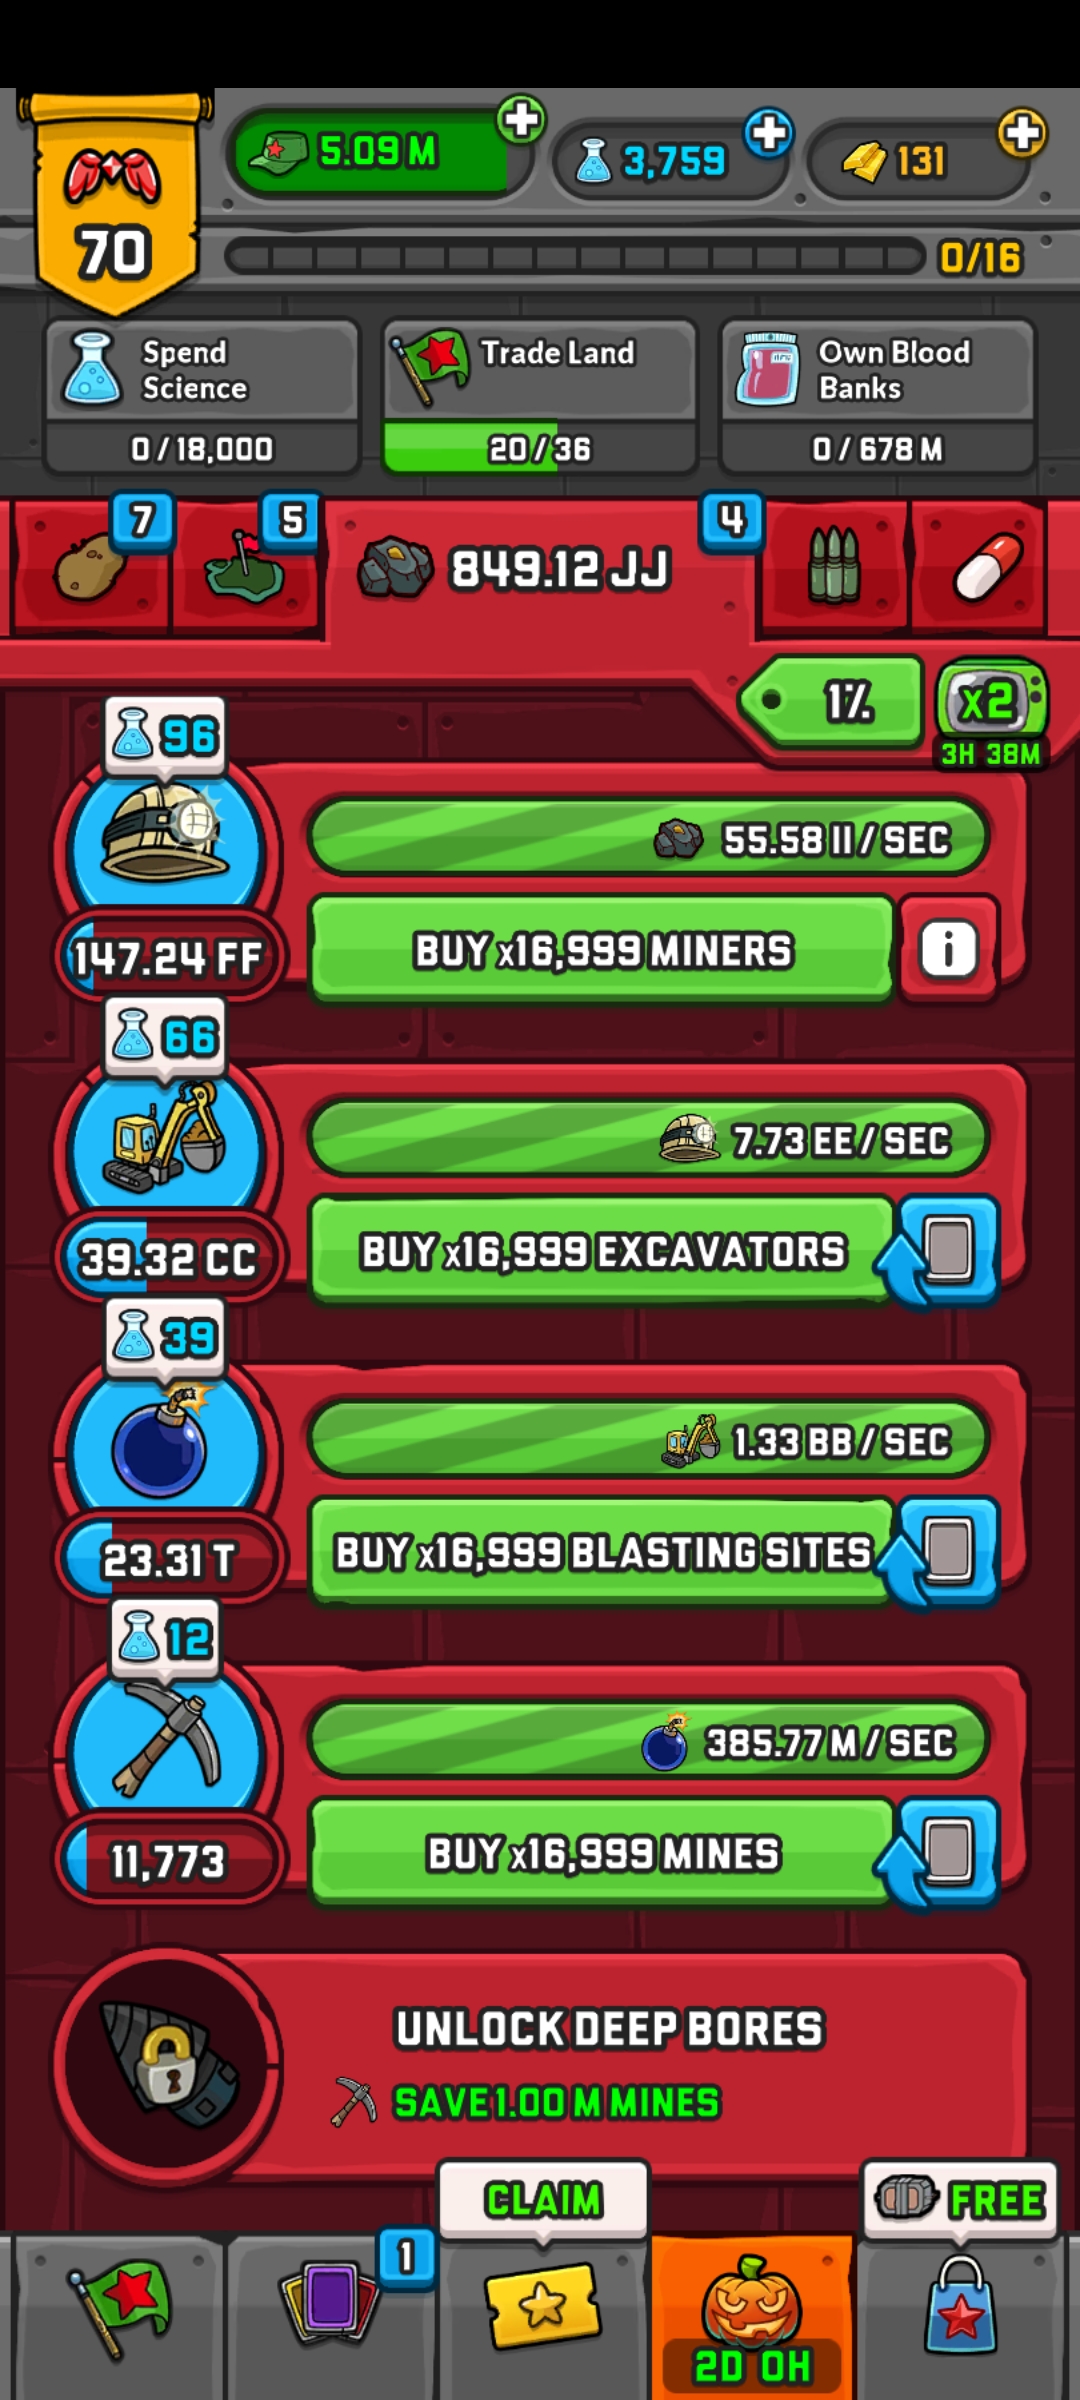 70
5.09 M
3,759
131
0/16
Spend
Science
0 / 18,000
Trade Land
20 / 36
Own Blood
Banks
0 / 678 M
7
5
849.12 JJ
4
1%
x2
3H 38M
96
55.58 II / SEC
147.24 FF
BUY x16,999 MINERS
i
66
7.73 EE / SEC
39.32 CC
BUY x16,999 EXCAVATORS
39
1.33 BB / SEC
23.31 T
BUY x16,999 BLASTING SITES
12
385.77 M / SEC
11,773
BUY x16,999 MINES
UNLOCK DEEP BORES
SAVE 1.00 M MINES
CLAIM
FREE
1
2D 0H